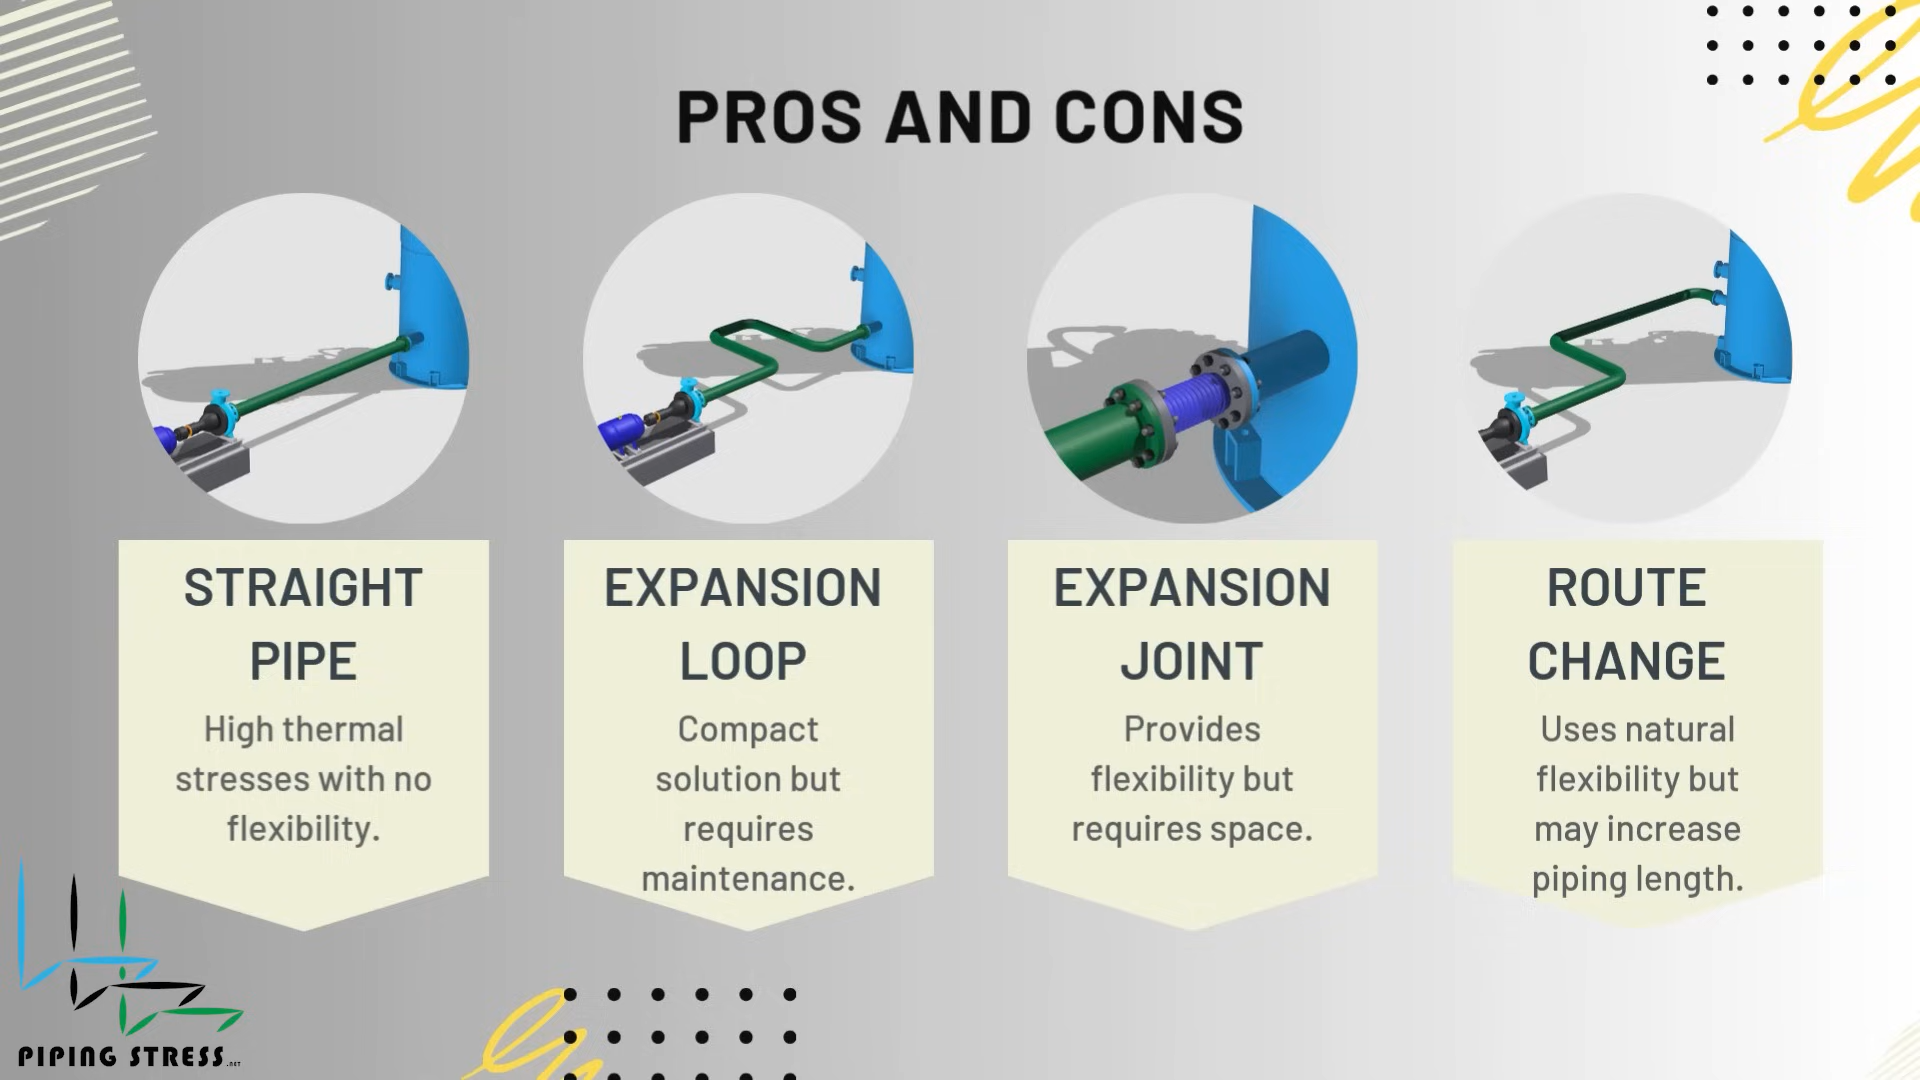 PROS AND CONS
STRAIGHT
PIPE
High thermal
stresses with no
flexibility.
EXPANSION
LOOP
Compact
solution but
requires
maintenance.
EXPANSION
JOINT
Provides
flexibility but
requires space.
ROUTE
CHANGE
Uses natural
flexibility but
may increase
piping length.
PIPING STRESS.NET